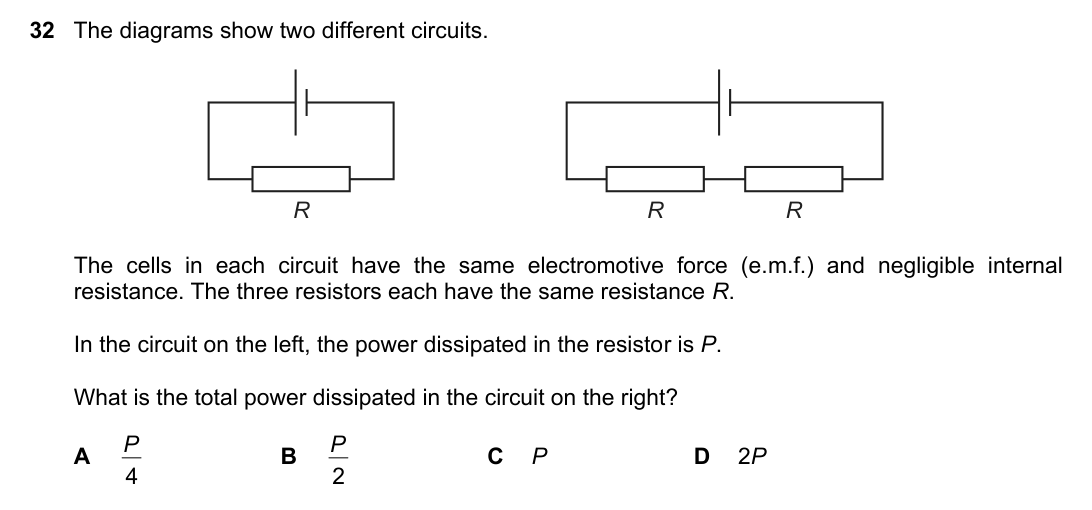 32 The diagrams show two different circuits.
R
R R
The cells in each circuit have the same electromotive force (e.m.f.) and negligible internal
resistance. The three resistors each have the same resistance R.
In the circuit on the left, the power dissipated in the resistor is P.
What is the total power dissipated in the circuit on the right?
A P/4 B P/2 C P D 2P